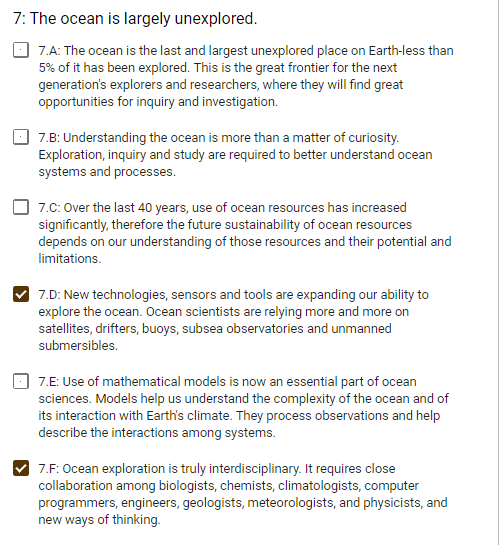 7: The ocean is largely unexplored.
7.A: The ocean is the last and largest unexplored place on Earth-less than
5% of it has been explored. This is the great frontier for the next
generation's explorers and researchers, where they will find great
opportunities for inquiry and investigation.
7.B: Understanding the ocean is more than a matter of curiosity.
Exploration, inquiry and study are required to better understand ocean
systems and processes.
7.C: Over the last 40 years, use of ocean resources has increased
significantly, therefore the future sustainability of ocean resources
depends on our understanding of those resources and their potential and
limitations.
7.D: New technologies, sensors and tools are expanding our ability to
explore the ocean. Ocean scientists are relying more and more on
satellites, drifters, buoys, subsea observatories and unmanned
submersibles.
7.E: Use of mathematical models is now an essential part of ocean
sciences. Models help us understand the complexity of the ocean and of
its interaction with Earth's climate. They process observations and help
describe the interactions among systems.
7.F: Ocean exploration is truly interdisciplinary. It requires close
collaboration among biologists, chemists, climatologists, computer
programmers, engineers, geologists, meteorologists, and physicists, and
new ways of thinking.